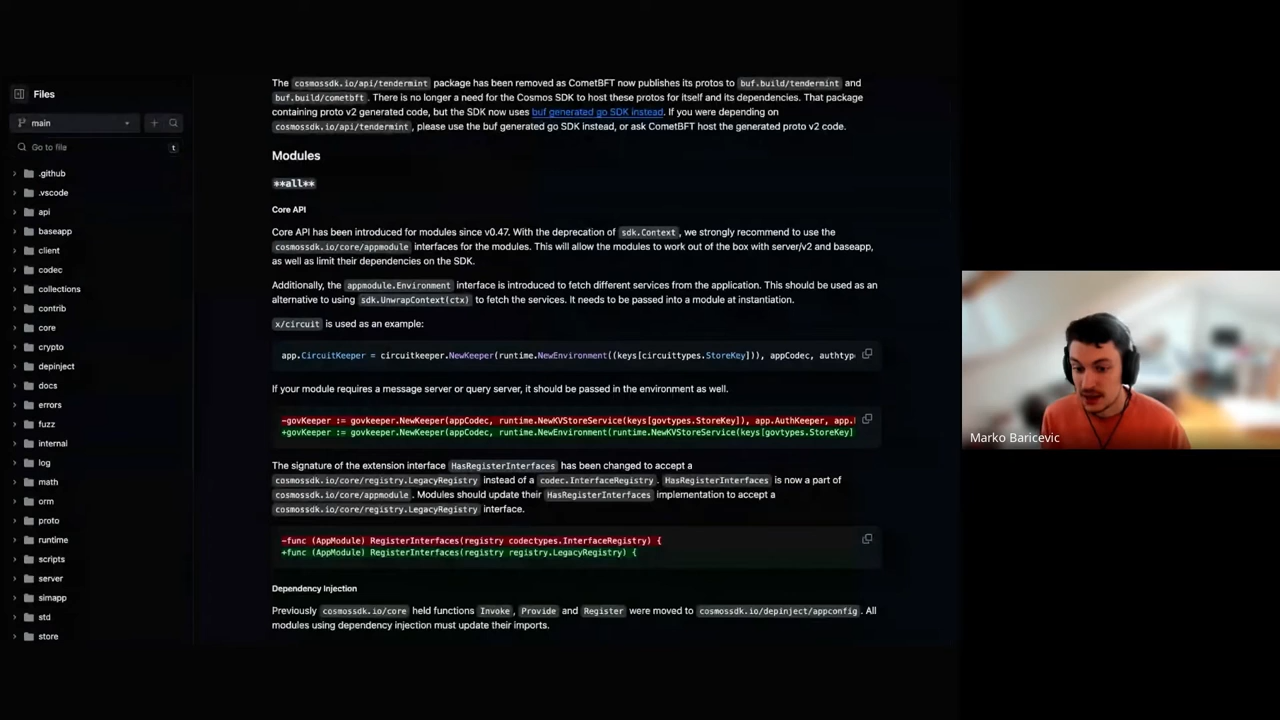 Files
main
Go to file
t
.github
.vscode
api
baseapp
client
codec
collections
contrib
core
crypto
depinject
docs
errors
fuzz
internal
log
math
orm
proto
runtime
scripts
server
simapp
std
store
The cosmossdk.io/api/tendermint package has been removed as CometBFT now publishes its protos to buf.build/tendermint and
buf.build/cometbft. There is no longer a need for the Cosmos SDK to host these protos for itself and its dependencies. That package
containing proto v2 generated code, but the SDK now uses buf generated go SDK instead. If you were depending on
cosmossdk.io/api/tendermint, please use the buf generated go SDK instead, or ask CometBFT host the generated proto v2 code.
Modules
**all**
Core API
Core API has been introduced for modules since v0.47. With the deprecation of sdk.Context, we strongly recommend to use the
cosmossdk.io/core/appmodule interfaces for the modules. This will allow the modules to work out of the box with server/v2 and baseapp,
as well as limit their dependencies on the SDK.
Additionally, the appmodule.Environment interface is introduced to fetch different services from the application. This should be used as an
alternative to using sdk.UnwrapContext(ctx) to fetch the services. It needs to be passed into a module at instantiation.
x/circuit is used as an example:
app.CircuitKeeper = circuitkeeper.NewKeeper(runtime.NewEnvironment((keys[circuittypes.StoreKey])), appCodec, authtyp
If your module requires a message server or query server, it should be passed in the environment as well.
-govKeeper := govkeeper.NewKeeper(appCodec, runtime.NewKVStoreService(keys[govtypes.StoreKey]), app.AuthKeeper, app.
+govKeeper := govkeeper.NewKeeper(appCodec, runtime.NewEnvironment(runtime.NewKVStoreService(keys[govtypes.StoreKey]
The signature of the extension interface HasRegisterInterfaces has been changed to accept a
cosmossdk.io/core/registry.LegacyRegistry instead of a codec.InterfaceRegistry. HasRegisterInterfaces is now a part of
cosmossdk.io/core/appmodule. Modules should update their HasRegisterInterfaces implementation to accept a
cosmossdk.io/core/registry.LegacyRegistry interface.
-func (AppModule) RegisterInterfaces(registry codectypes.InterfaceRegistry) {
+func (AppModule) RegisterInterfaces(registry registry.LegacyRegistry) {
Dependency Injection
Previously cosmossdk.io/core held functions Invoke, Provide and Register were moved to cosmossdk.io/depinject/appconfig. All
modules using dependency injection must update their imports.
Marko Baricevic